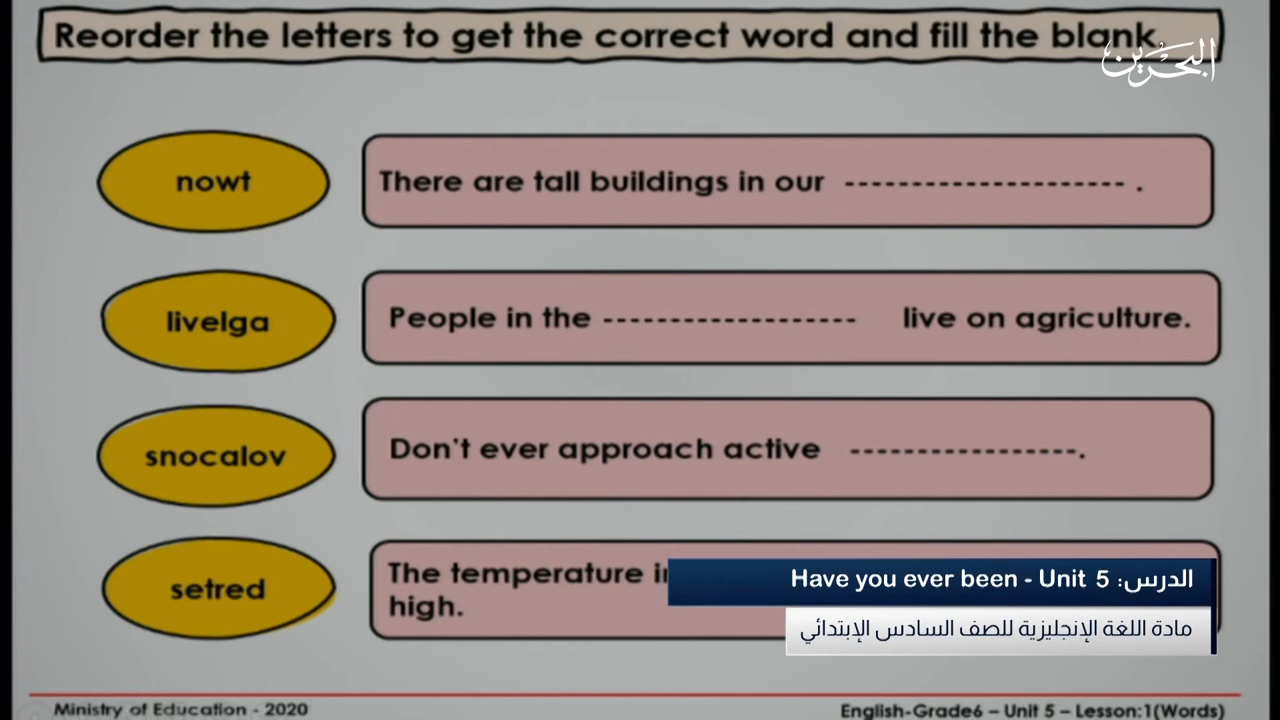 Reorder the letters to get the correct word and fill the blank.
البحرين
nowt
There are tall buildings in our --------------------- .
livelga
People in the ------------------- live on agriculture.
snocalov
Don't ever approach active -----------------.
setred
The temperature
high.
الدرس: Have you ever been - Unit 5
مادة اللغة الإنجليزية للصف السادس الإبتدائي
Ministry of Education - 2020
English-Grade6 – Unit 5 – Lesson:1(Words)